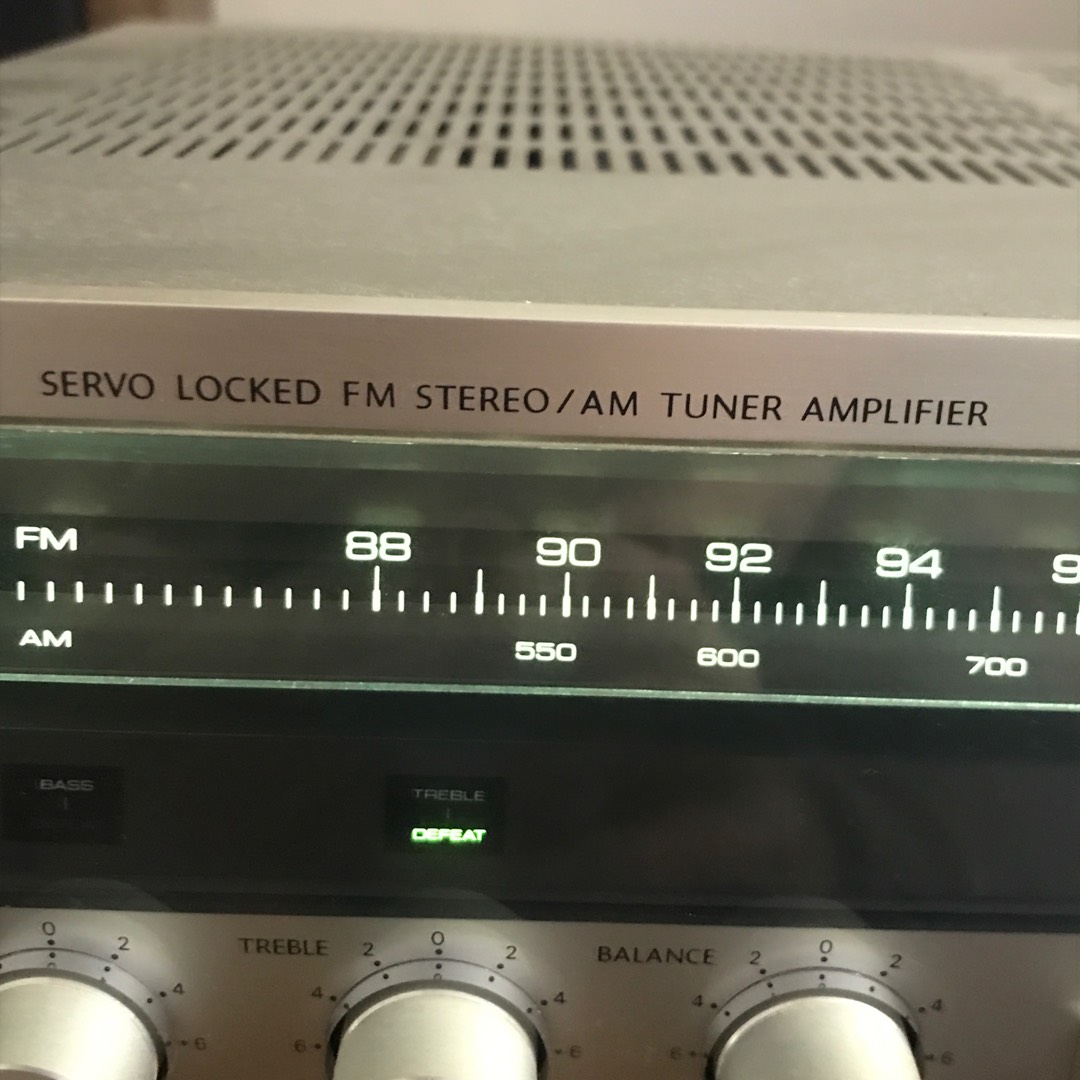 SERVO LOCKED FM STEREO/AM TUNER AMPLIFIER
FM 88 90 92 94 9
AM 550 600 700
BASS TREBLE
DEFEAT
0 2 4 6
TREBLE 6 4 2 0 2 4 6
BALANCE 6 4 2 0 2 4 6